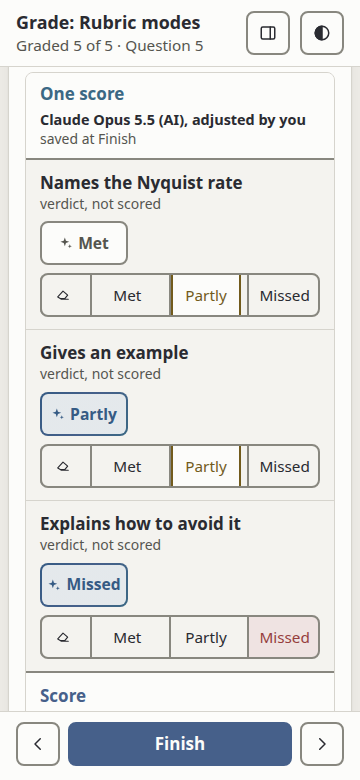 Grade: Rubric modes
Graded 5 of 5 · Question 5
One score
Claude Opus 5.5 (AI), adjusted by you
saved at Finish
Names the Nyquist rate
verdict, not scored
Met
Met Partly Missed
Gives an example
verdict, not scored
Partly
Met Partly Missed
Explains how to avoid it
verdict, not scored
Missed
Met Partly Missed
Score
Finish